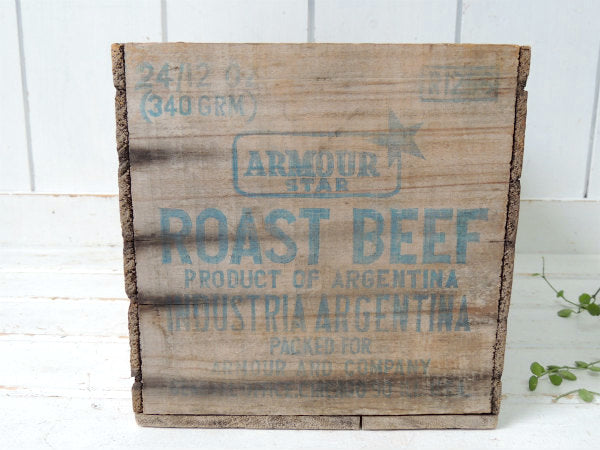 24/12 Oz
(340 GRM)
ARMOUR
STAR
ROAST BEEF
PRODUCT OF ARGENTINA
INDUSTRIA ARGENTINA
PACKED FOR
ARMOUR AND COMPANY